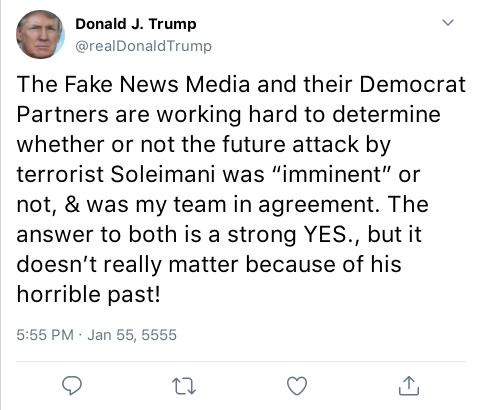 Donald J. Trump
@realDonaldTrump
The Fake News Media and their Democrat
Partners are working hard to determine
whether or not the future attack by
terrorist Soleimani was “imminent” or
not, & was my team in agreement. The
answer to both is a strong YES., but it
doesn’t really matter because of his
horrible past!
5:55 PM · Jan 55, 5555